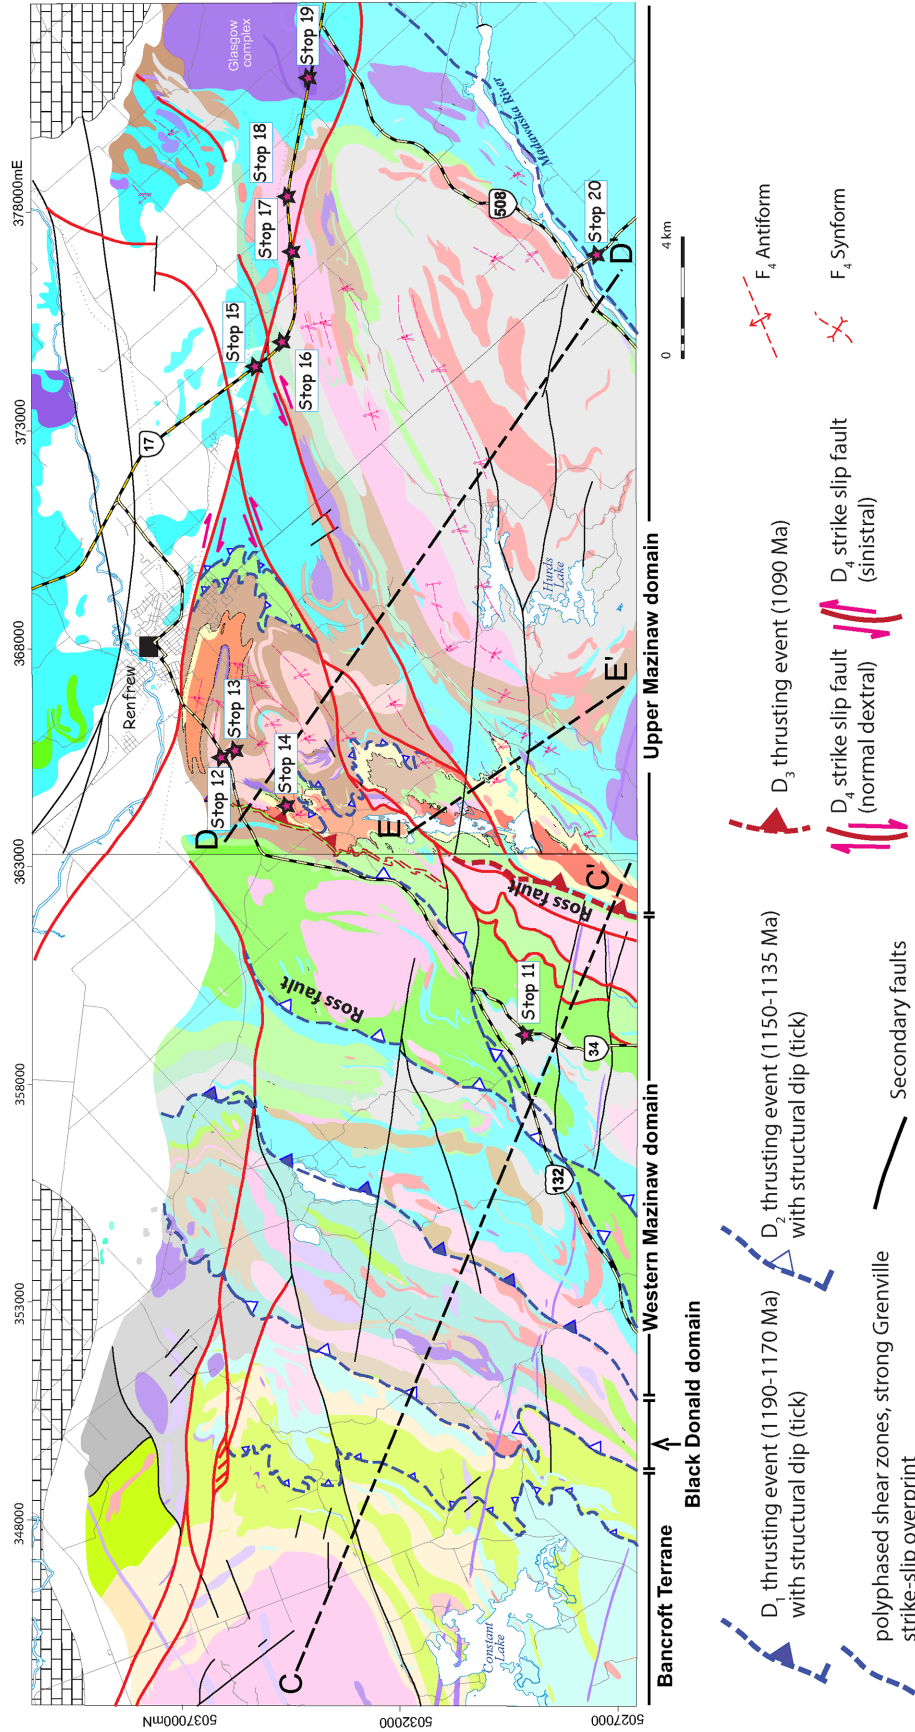 348000
353000
358000
363000
368000
373000
378000mE
5037000mN
5032000
5027000
Renfrew
17
Glasgow
complex
Stop 12
Stop 13
Stop 14
Stop 15
Stop 16
Stop 17
Stop 18
Stop 19
Stop 20
Stop 11
Ross fault
Ross fault
Constant
Lake
Hurds
Lake
Madawaska River
132
34
508
C
C'
D
D'
E
E'
Bancroft Terrane
Black Donald domain
Western Mazinaw domain
Upper Mazinaw domain
0
4 km
D₁ thrusting event (1190-1170 Ma)
with structural dip (tick)
D₂ thrusting event (1150-1135 Ma)
with structural dip (tick)
D₃ thrusting event (1090 Ma)
F₄ Antiform
polyphased shear zones, strong Grenville
strike-slip overprint
Secondary faults
D₄ strike slip fault
(normal dextral)
D₄ strike slip fault
(sinistral)
F₄ Synform